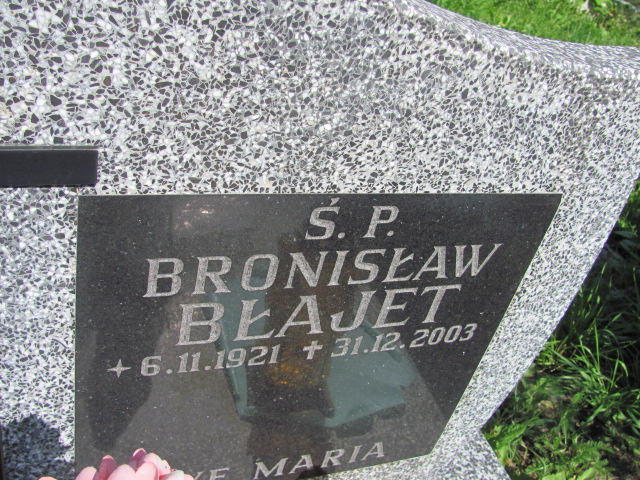 Ś. P.
BRONISŁAW
BŁAJET
6.11.1921 + 31.12.2003
MARIA